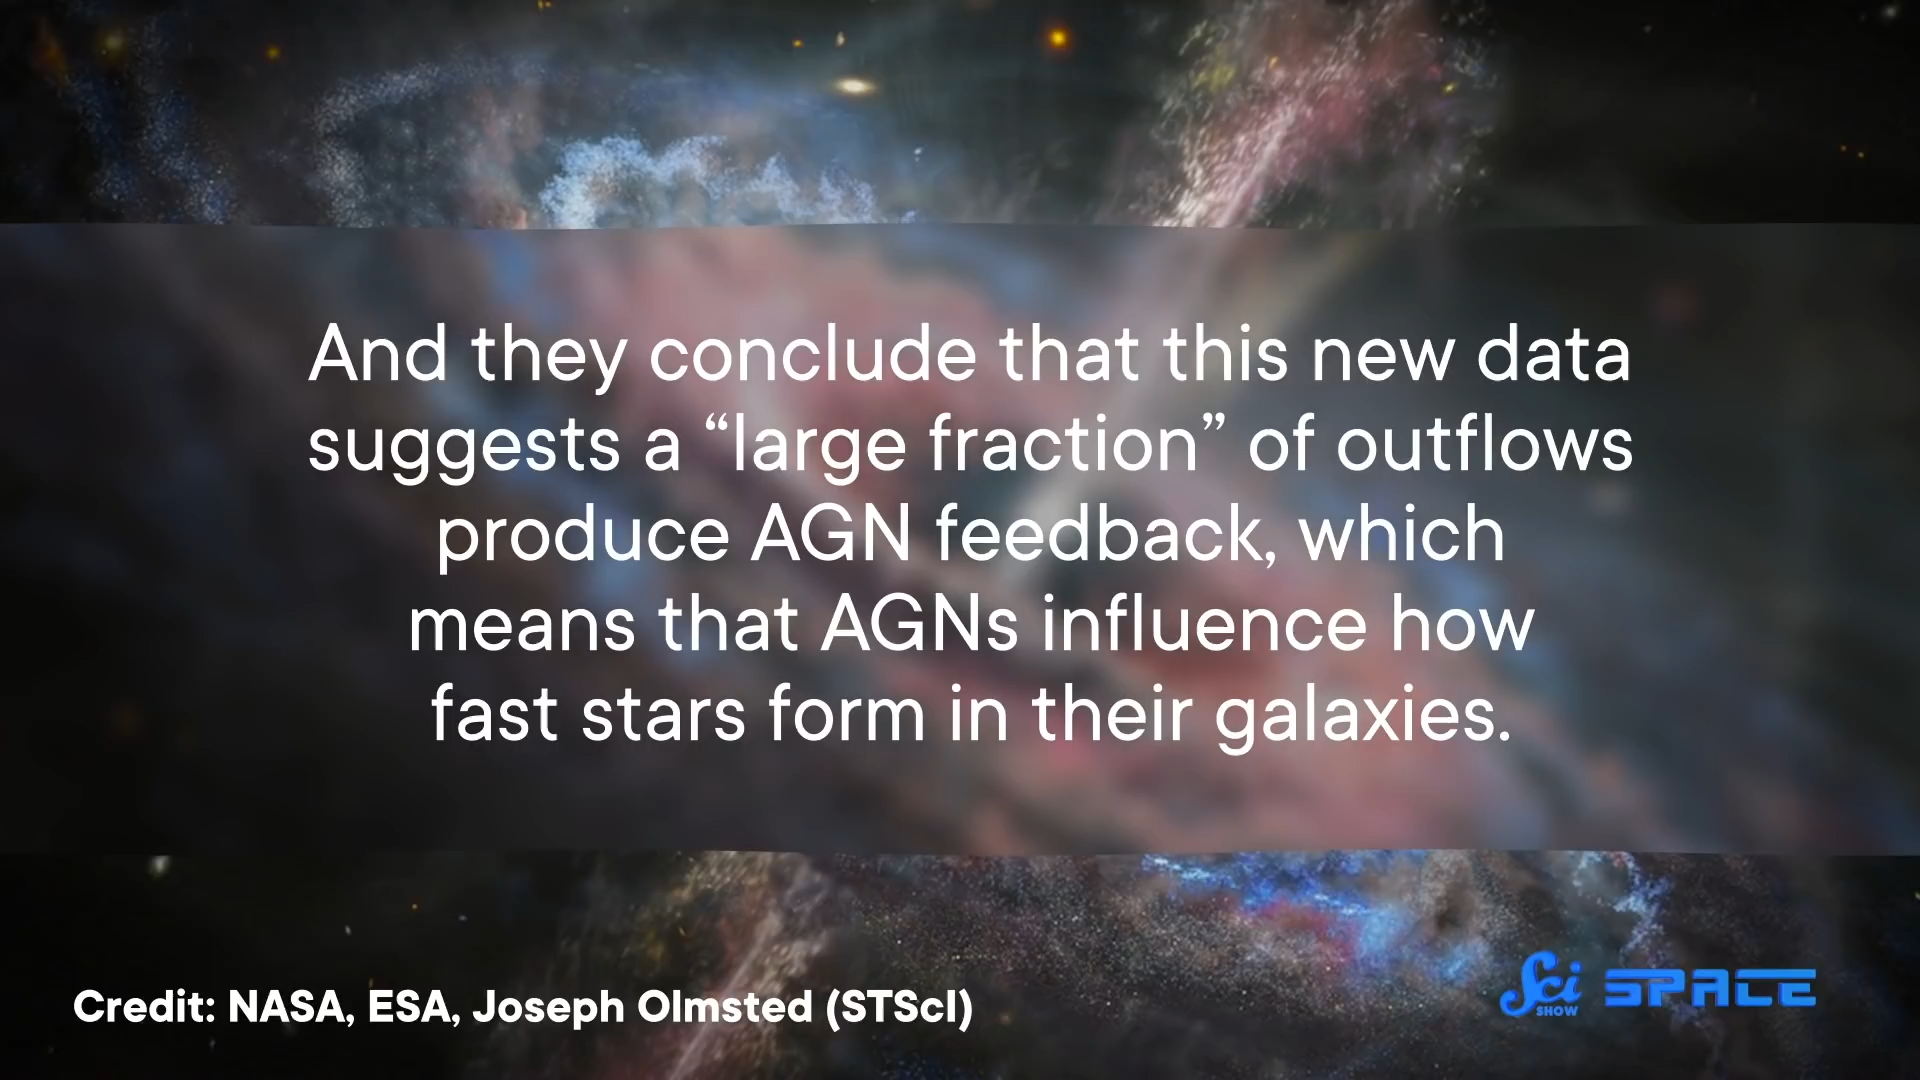 And they conclude that this new data
suggests a “large fraction” of outflows
produce AGN feedback, which
means that AGNs influence how
fast stars form in their galaxies.
Credit: NASA, ESA, Joseph Olmsted (STScI)
Sci SHOW SPACE